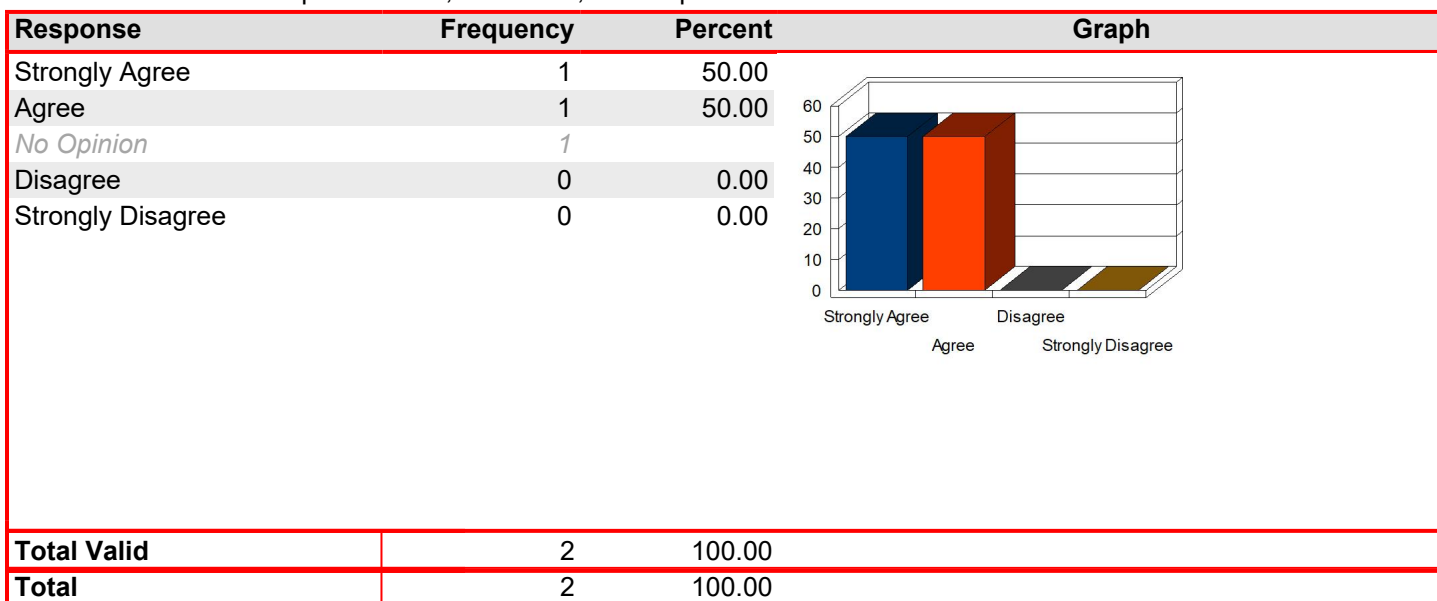 Response Frequency Percent Graph
Strongly Agree 1 50.00
Agree 1 50.00
No Opinion 1
Disagree 0 0.00
Strongly Disagree 0 0.00
60
50
40
30
20
10
0
Strongly Agree Disagree
Agree Strongly Disagree
Total Valid 2 100.00
Total 2 100.00